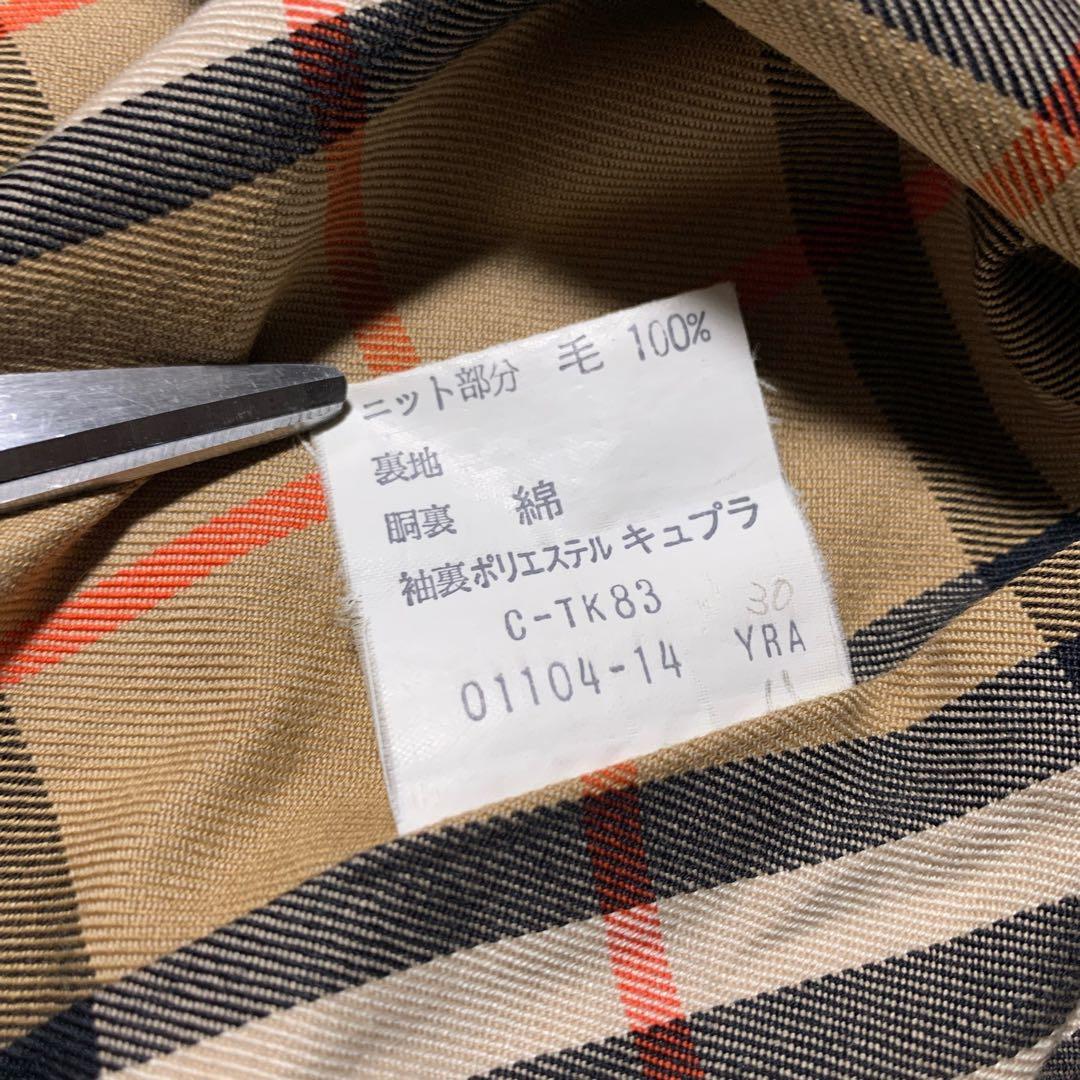 ニット部分 毛 100%
裏地
胴裏 綿
袖裏ポリエステル キュプラ
C-TK83 30
01104-14 YRA